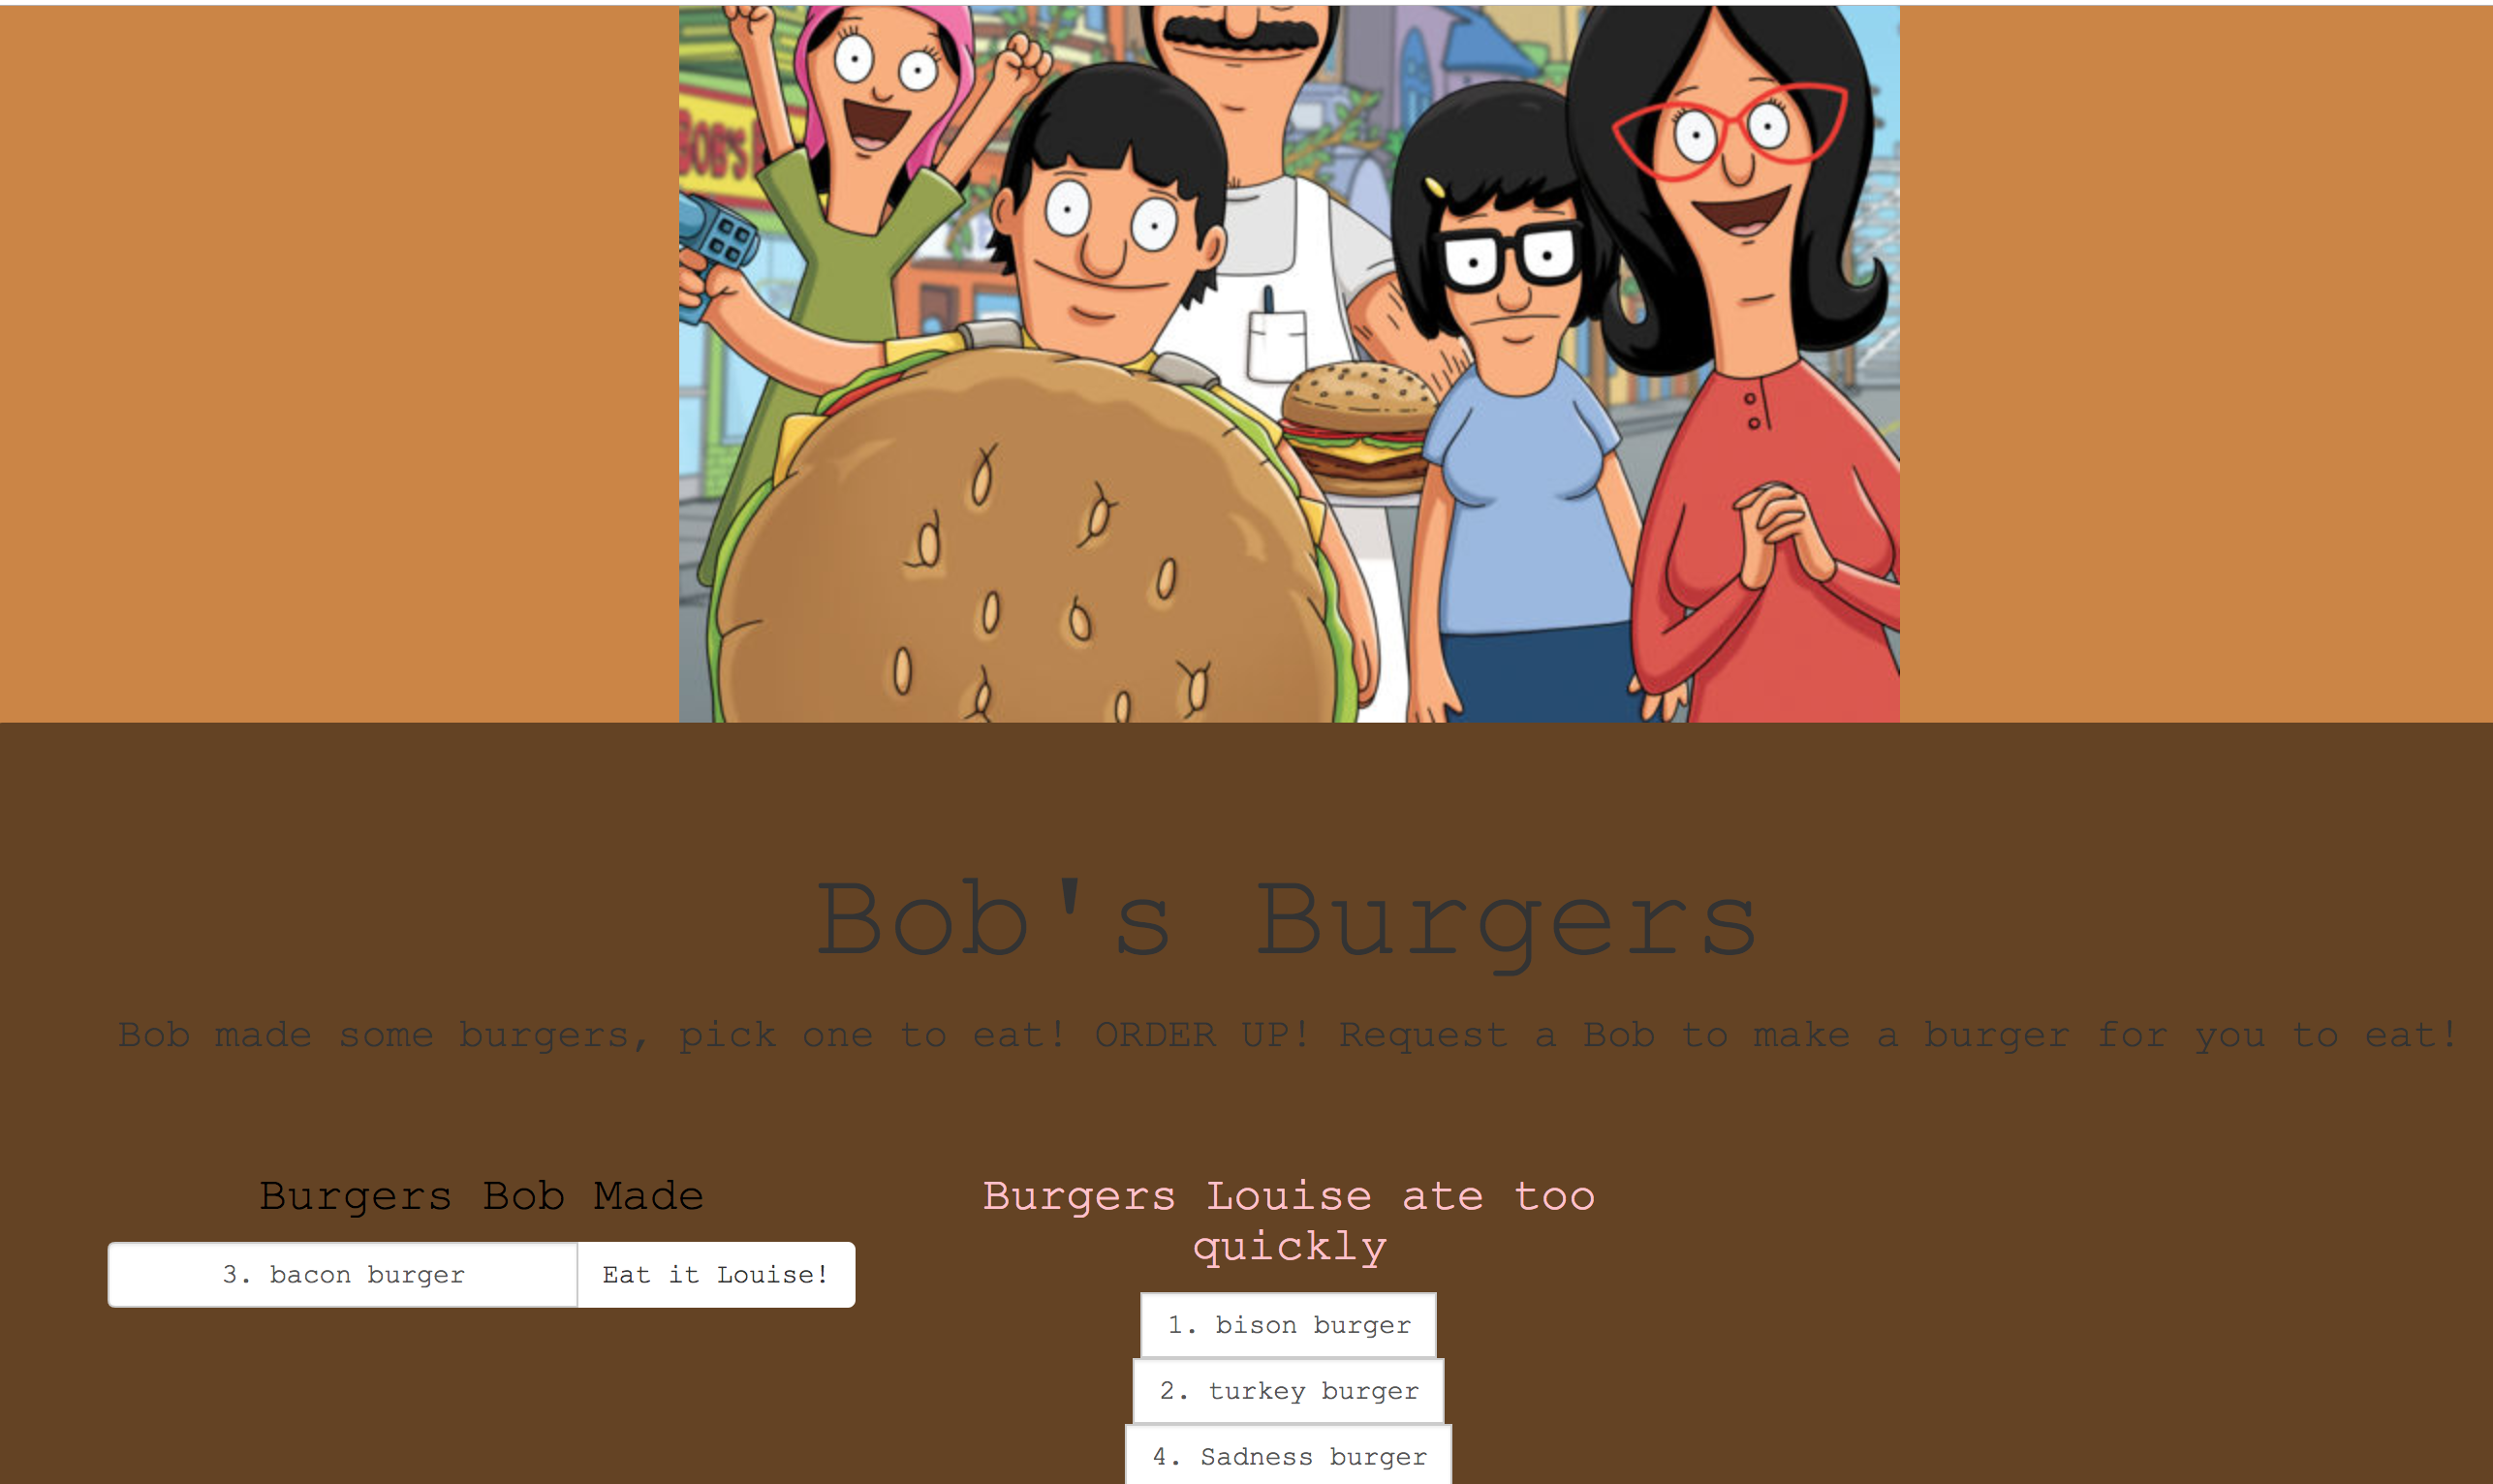 BOB'S
Bob's Burgers
Bob made some burgers, pick one to eat! ORDER UP! Request a Bob to make a burger for you to eat!
Burgers Bob Made
3. bacon burger
Eat it Louise!
Burgers Louise ate too
quickly
1. bison burger
2. turkey burger
4. Sadness burger